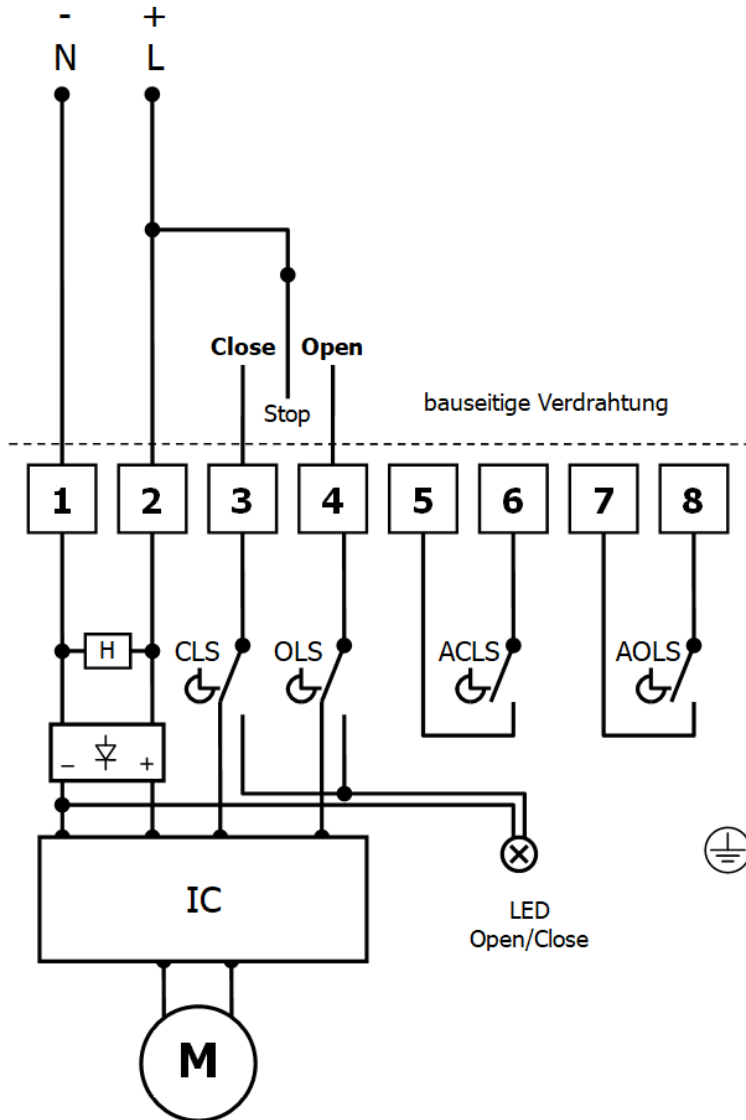 - +
N L
Close Open
Stop
bauseitige Verdrahtung
1 2 3 4 5 6 7 8
H CLS OLS ACLS AOLS
– +
IC
LED
Open/Close
M